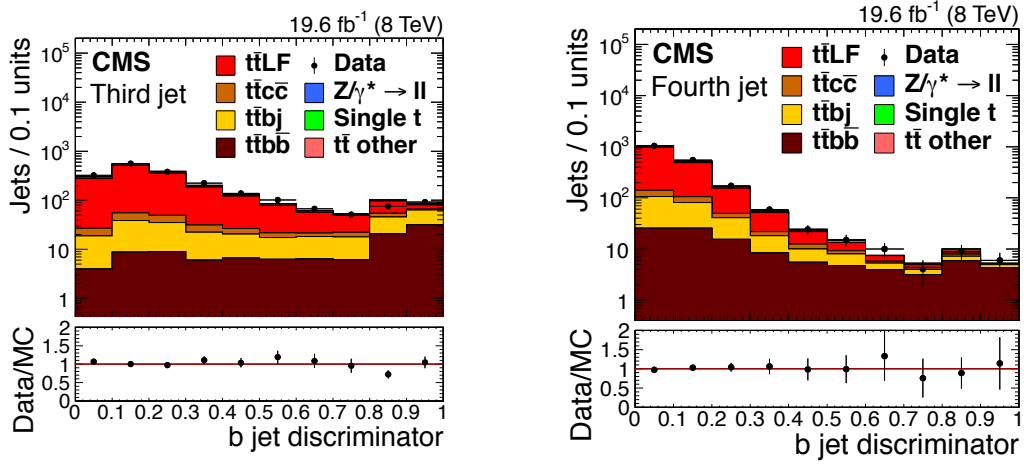 19.6 fb⁻¹ (8 TeV)
CMS
Third jet
tt̄LF
Data
tt̄cc̄
Z/γ* → ll
tt̄bj
Single t
tt̄bb̄
tt̄ other
Jets / 0.1 units
10⁵
10⁴
10³
10²
10
1
Data/MC
2
1.5
1
0.5
0
0 0.1 0.2 0.3 0.4 0.5 0.6 0.7 0.8 0.9 1
b jet discriminator
19.6 fb⁻¹ (8 TeV)
CMS
Fourth jet
tt̄LF
Data
tt̄cc̄
Z/γ* → ll
tt̄bj
Single t
tt̄bb̄
tt̄ other
Jets / 0.1 units
10⁵
10⁴
10³
10²
10
1
Data/MC
2
1.5
1
0.5
0
0 0.1 0.2 0.3 0.4 0.5 0.6 0.7 0.8 0.9 1
b jet discriminator